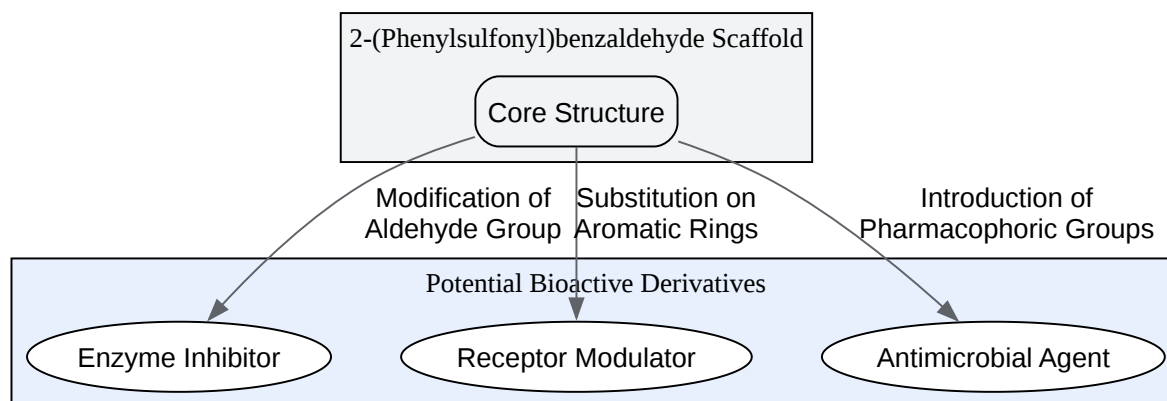 2-(Phenylsulfonyl)benzaldehyde Scaffold
Core Structure
Modification of
Aldehyde Group
Substitution on
Aromatic Rings
Introduction of
Pharmacophoric Groups
Potential Bioactive Derivatives
Enzyme Inhibitor
Receptor Modulator
Antimicrobial Agent